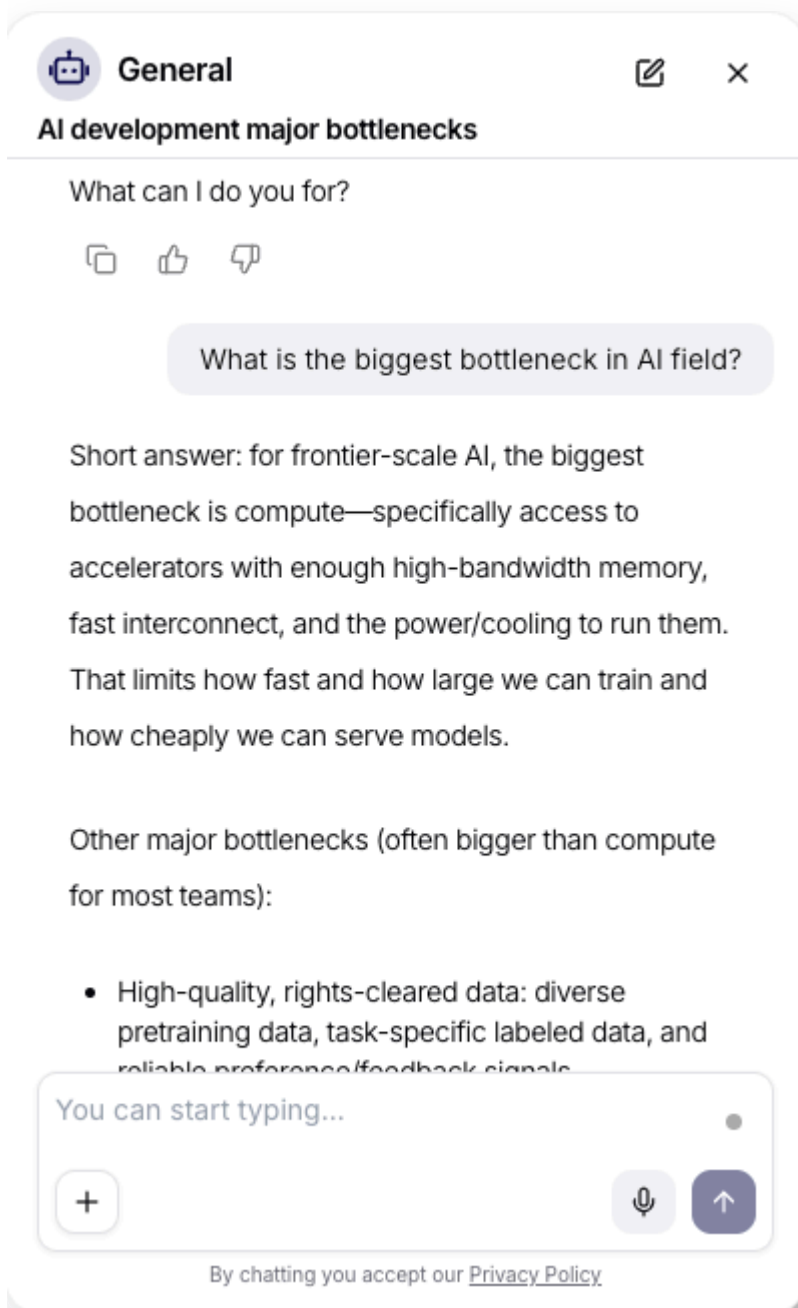 General
AI development major bottlenecks
What can I do you for?
What is the biggest bottleneck in AI field?
Short answer: for frontier-scale AI, the biggest
bottleneck is compute—specifically access to
accelerators with enough high-bandwidth memory,
fast interconnect, and the power/cooling to run them.
That limits how fast and how large we can train and
how cheaply we can serve models.
Other major bottlenecks (often bigger than compute
for most teams):
• High-quality, rights-cleared data: diverse
pretraining data, task-specific labeled data, and
reliable preference/feedback signals
You can start typing...
By chatting you accept our Privacy Policy